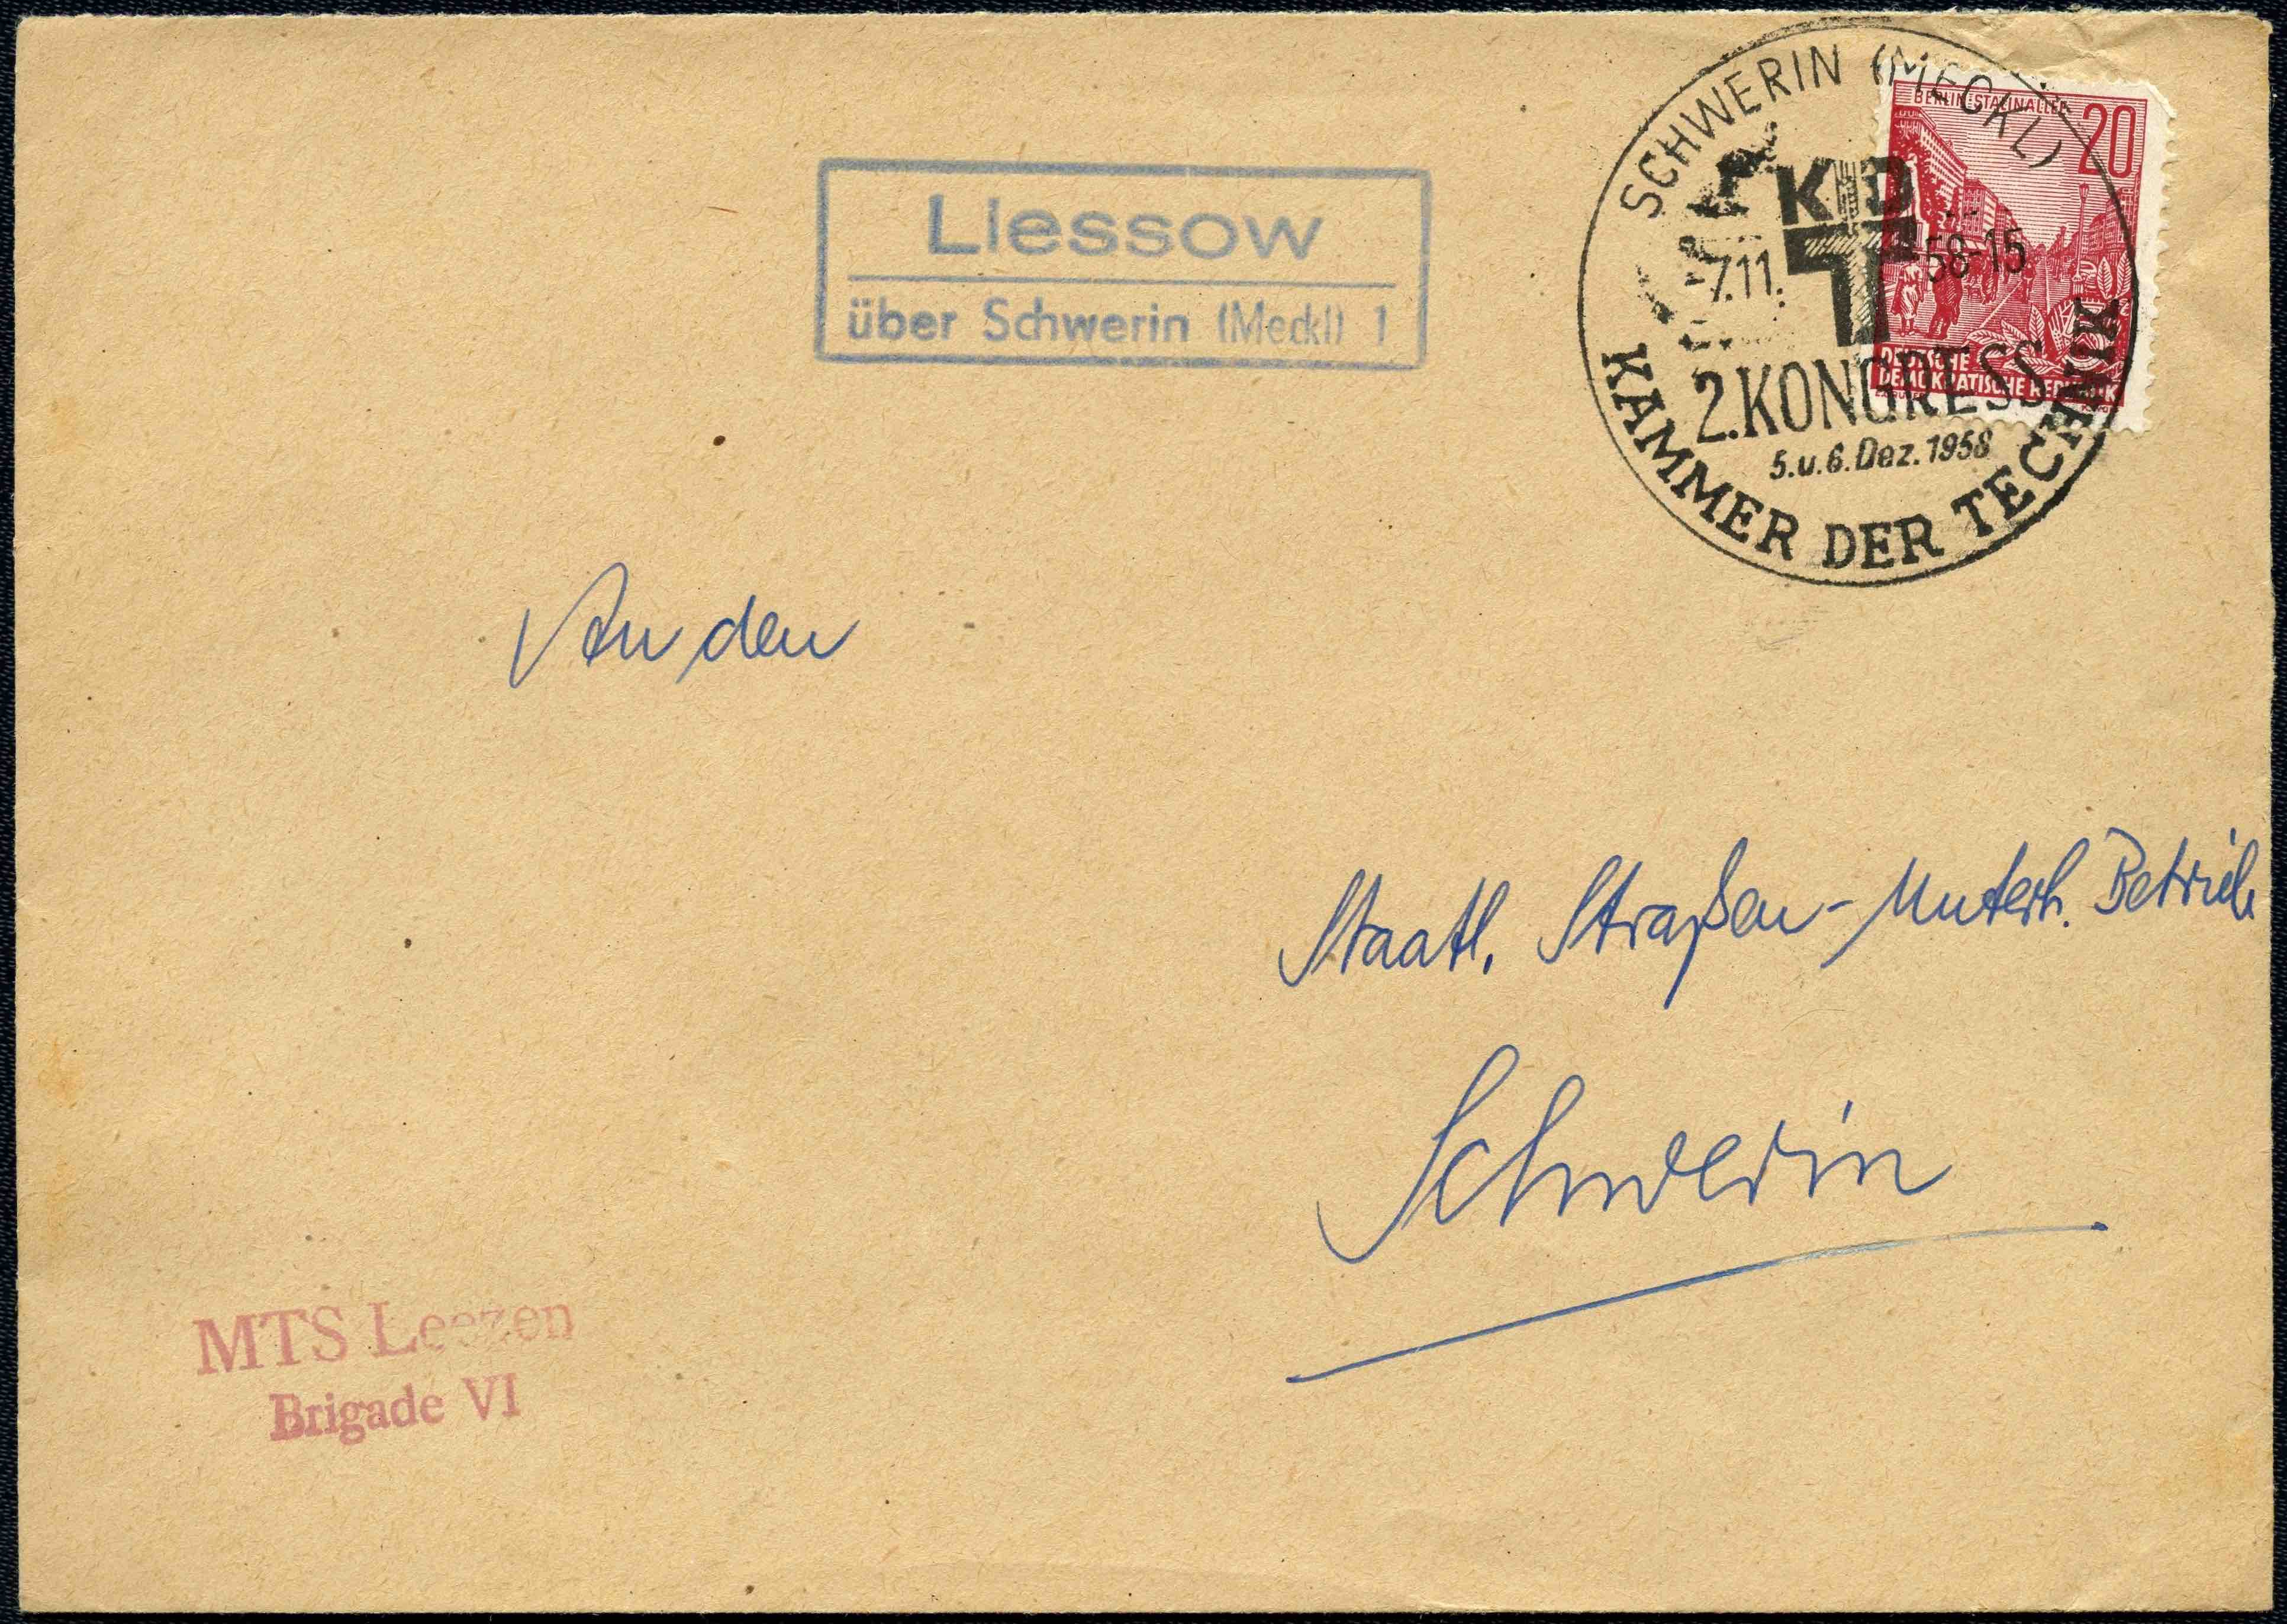 SCHWERIN (MECKL)
BERLIN-STALINALLEE
20
Liessow
über Schwerin (Meckl) 1
KD
T
-7.11. 58-15
DEUTSCHE
DEMOKRATISCHE REPUBLIK
2.KONGRESS
5.u.6.Dez.1958
KAMMER DER TECHNIK
An den
Staatl. Straßen-Unterh. Betrieb
Schwerin
MTS Leezen
Brigade VI